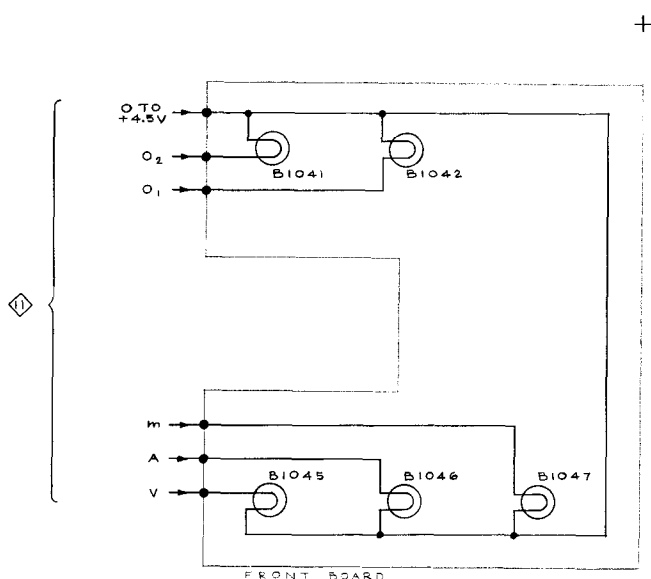 +
0 TO
+4.5V
O2
O1
B1041
B1042
11
m
A
V
B1045
B1046
B1047
FRONT BOARD